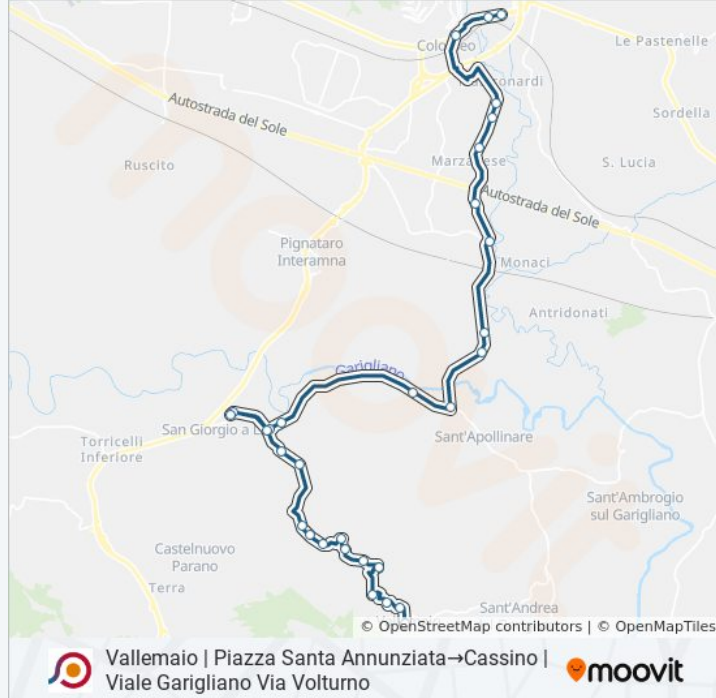 Colosseo
Le Pastenelle
Panzonardi
Autostrada del Sole
Sordella
Ruscito
Marzanese
S. Lucia
Autostrada del Sole
Pignataro
Interamna
Monaci
Antridonati
Garigliano
San Giorgio a L
Sant'Apollinare
Torricelli
Inferiore
Sant'Ambrogio
sul Garigliano
Castelnuovo
Parano
Terra
Sant'Andrea
© OpenStreetMap contributors | © OpenMapTiles
Vallemaio | Piazza Santa Annunziata→Cassino |
Viale Garigliano Via Volturno
moovit